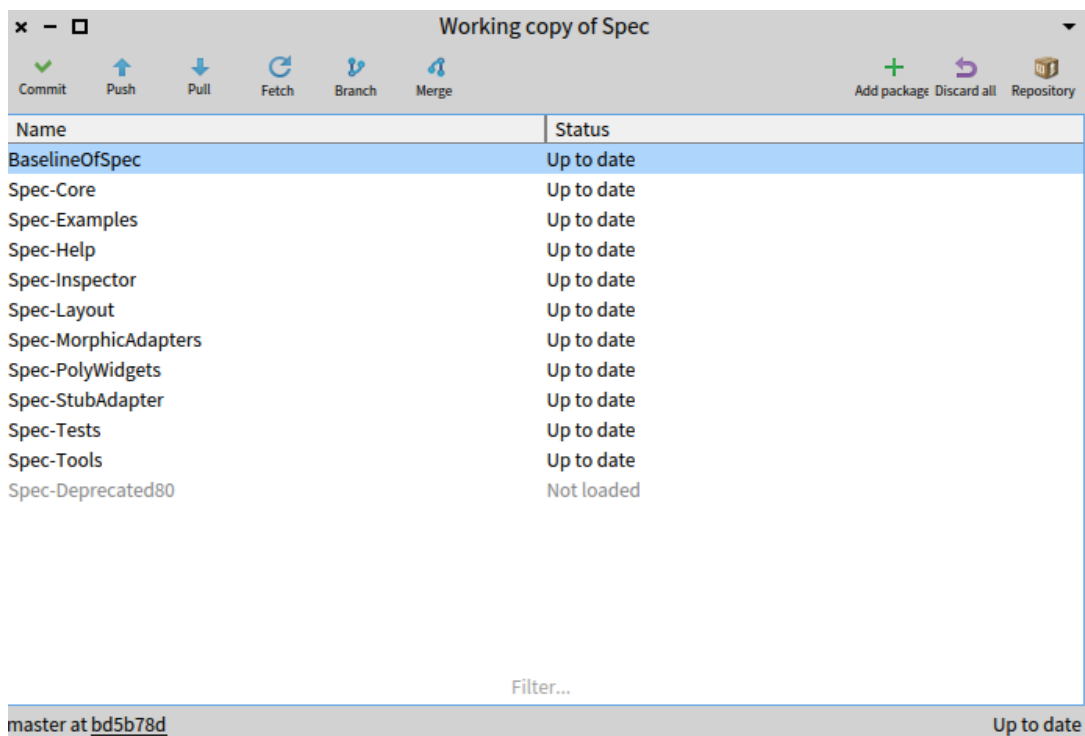 Working copy of Spec
Commit Push Pull Fetch Branch Merge Add package Discard all Repository
Name Status
BaselineOfSpec Up to date
Spec-Core Up to date
Spec-Examples Up to date
Spec-Help Up to date
Spec-Inspector Up to date
Spec-Layout Up to date
Spec-MorphicAdapters Up to date
Spec-PolyWidgets Up to date
Spec-StubAdapter Up to date
Spec-Tests Up to date
Spec-Tools Up to date
Spec-Deprecated80 Not loaded
Filter...
master at bd5b78d Up to date